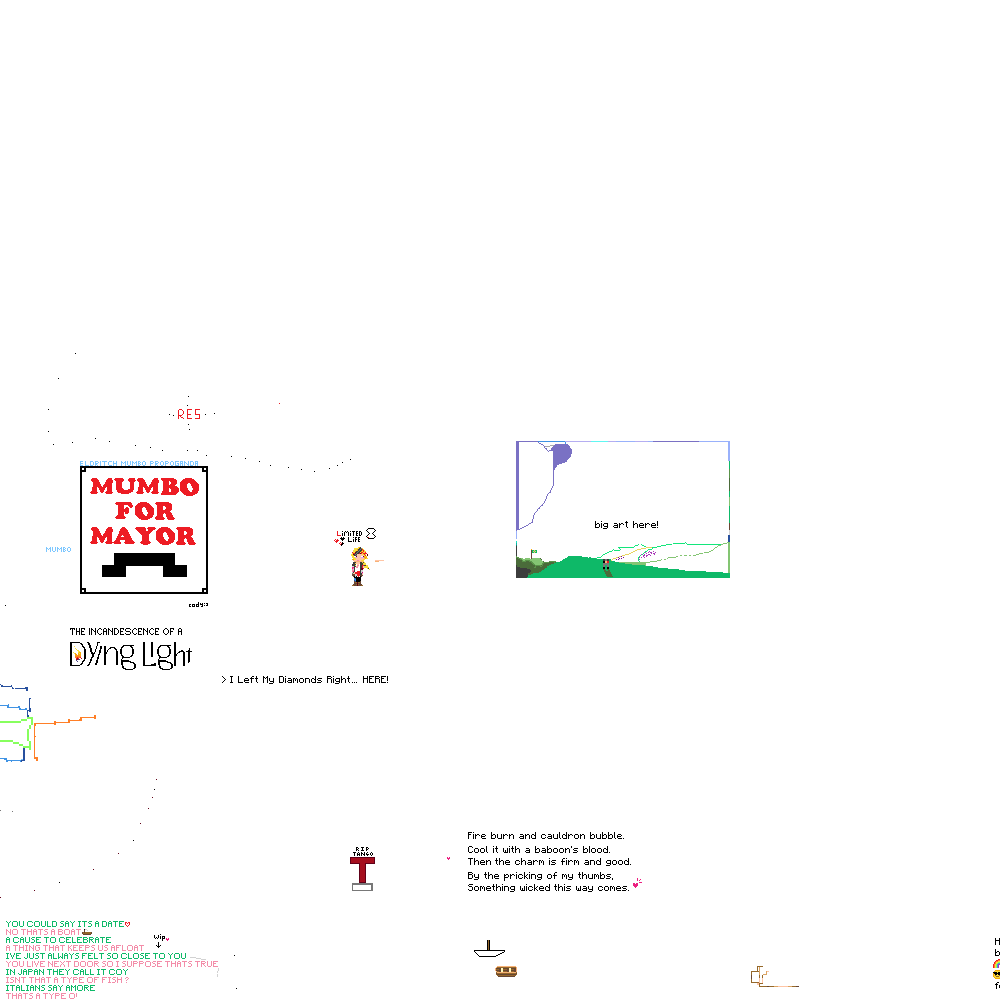 RES
ELDRITCH MUMBO PROPOGANDA
MUMBO
FOR
MAYOR
MUMBO
cody:3
big art here!
LIMITED
LIFE
THE INCANDESCENCE OF A
Dying Light
> I Left My Diamonds Right... HERE!
RIP
TANGO
Fire burn and cauldron bubble.
Cool it with a baboon's blood.
Then the charm is firm and good.
By the pricking of my thumbs,
Something wicked this way comes.
YOU COULD SAY ITS A DATE
NO THATS A BOAT
A CAUSE TO CELEBRATE
A THING THAT KEEPS US AFLOAT
IVE JUST ALWAYS FELT SO CLOSE TO YOU
YOU LIVE NEXT DOOR SO I SUPPOSE THATS TRUE
IN JAPAN THEY CALL IT COY
ISNT THAT A TYPE OF FISH ?
ITALIANS SAY AMORE
THATS A TYPE O'
wip